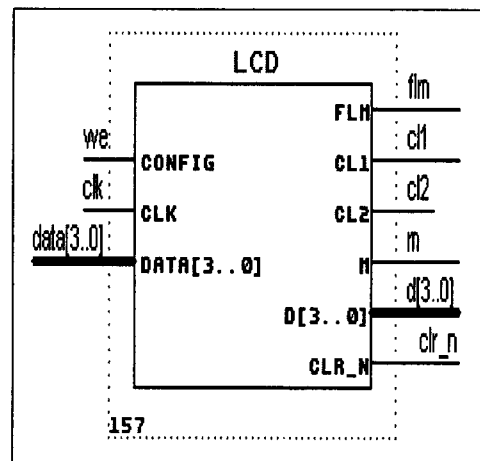 LCD
flm
FLM
we
cl1
CONFIG
CL1
clk
cl2
CLK
CL2
data[3..0]
m
DATA[3..0]
M
d[3..0]
D[3..0]
clr_n
CLR_N
157